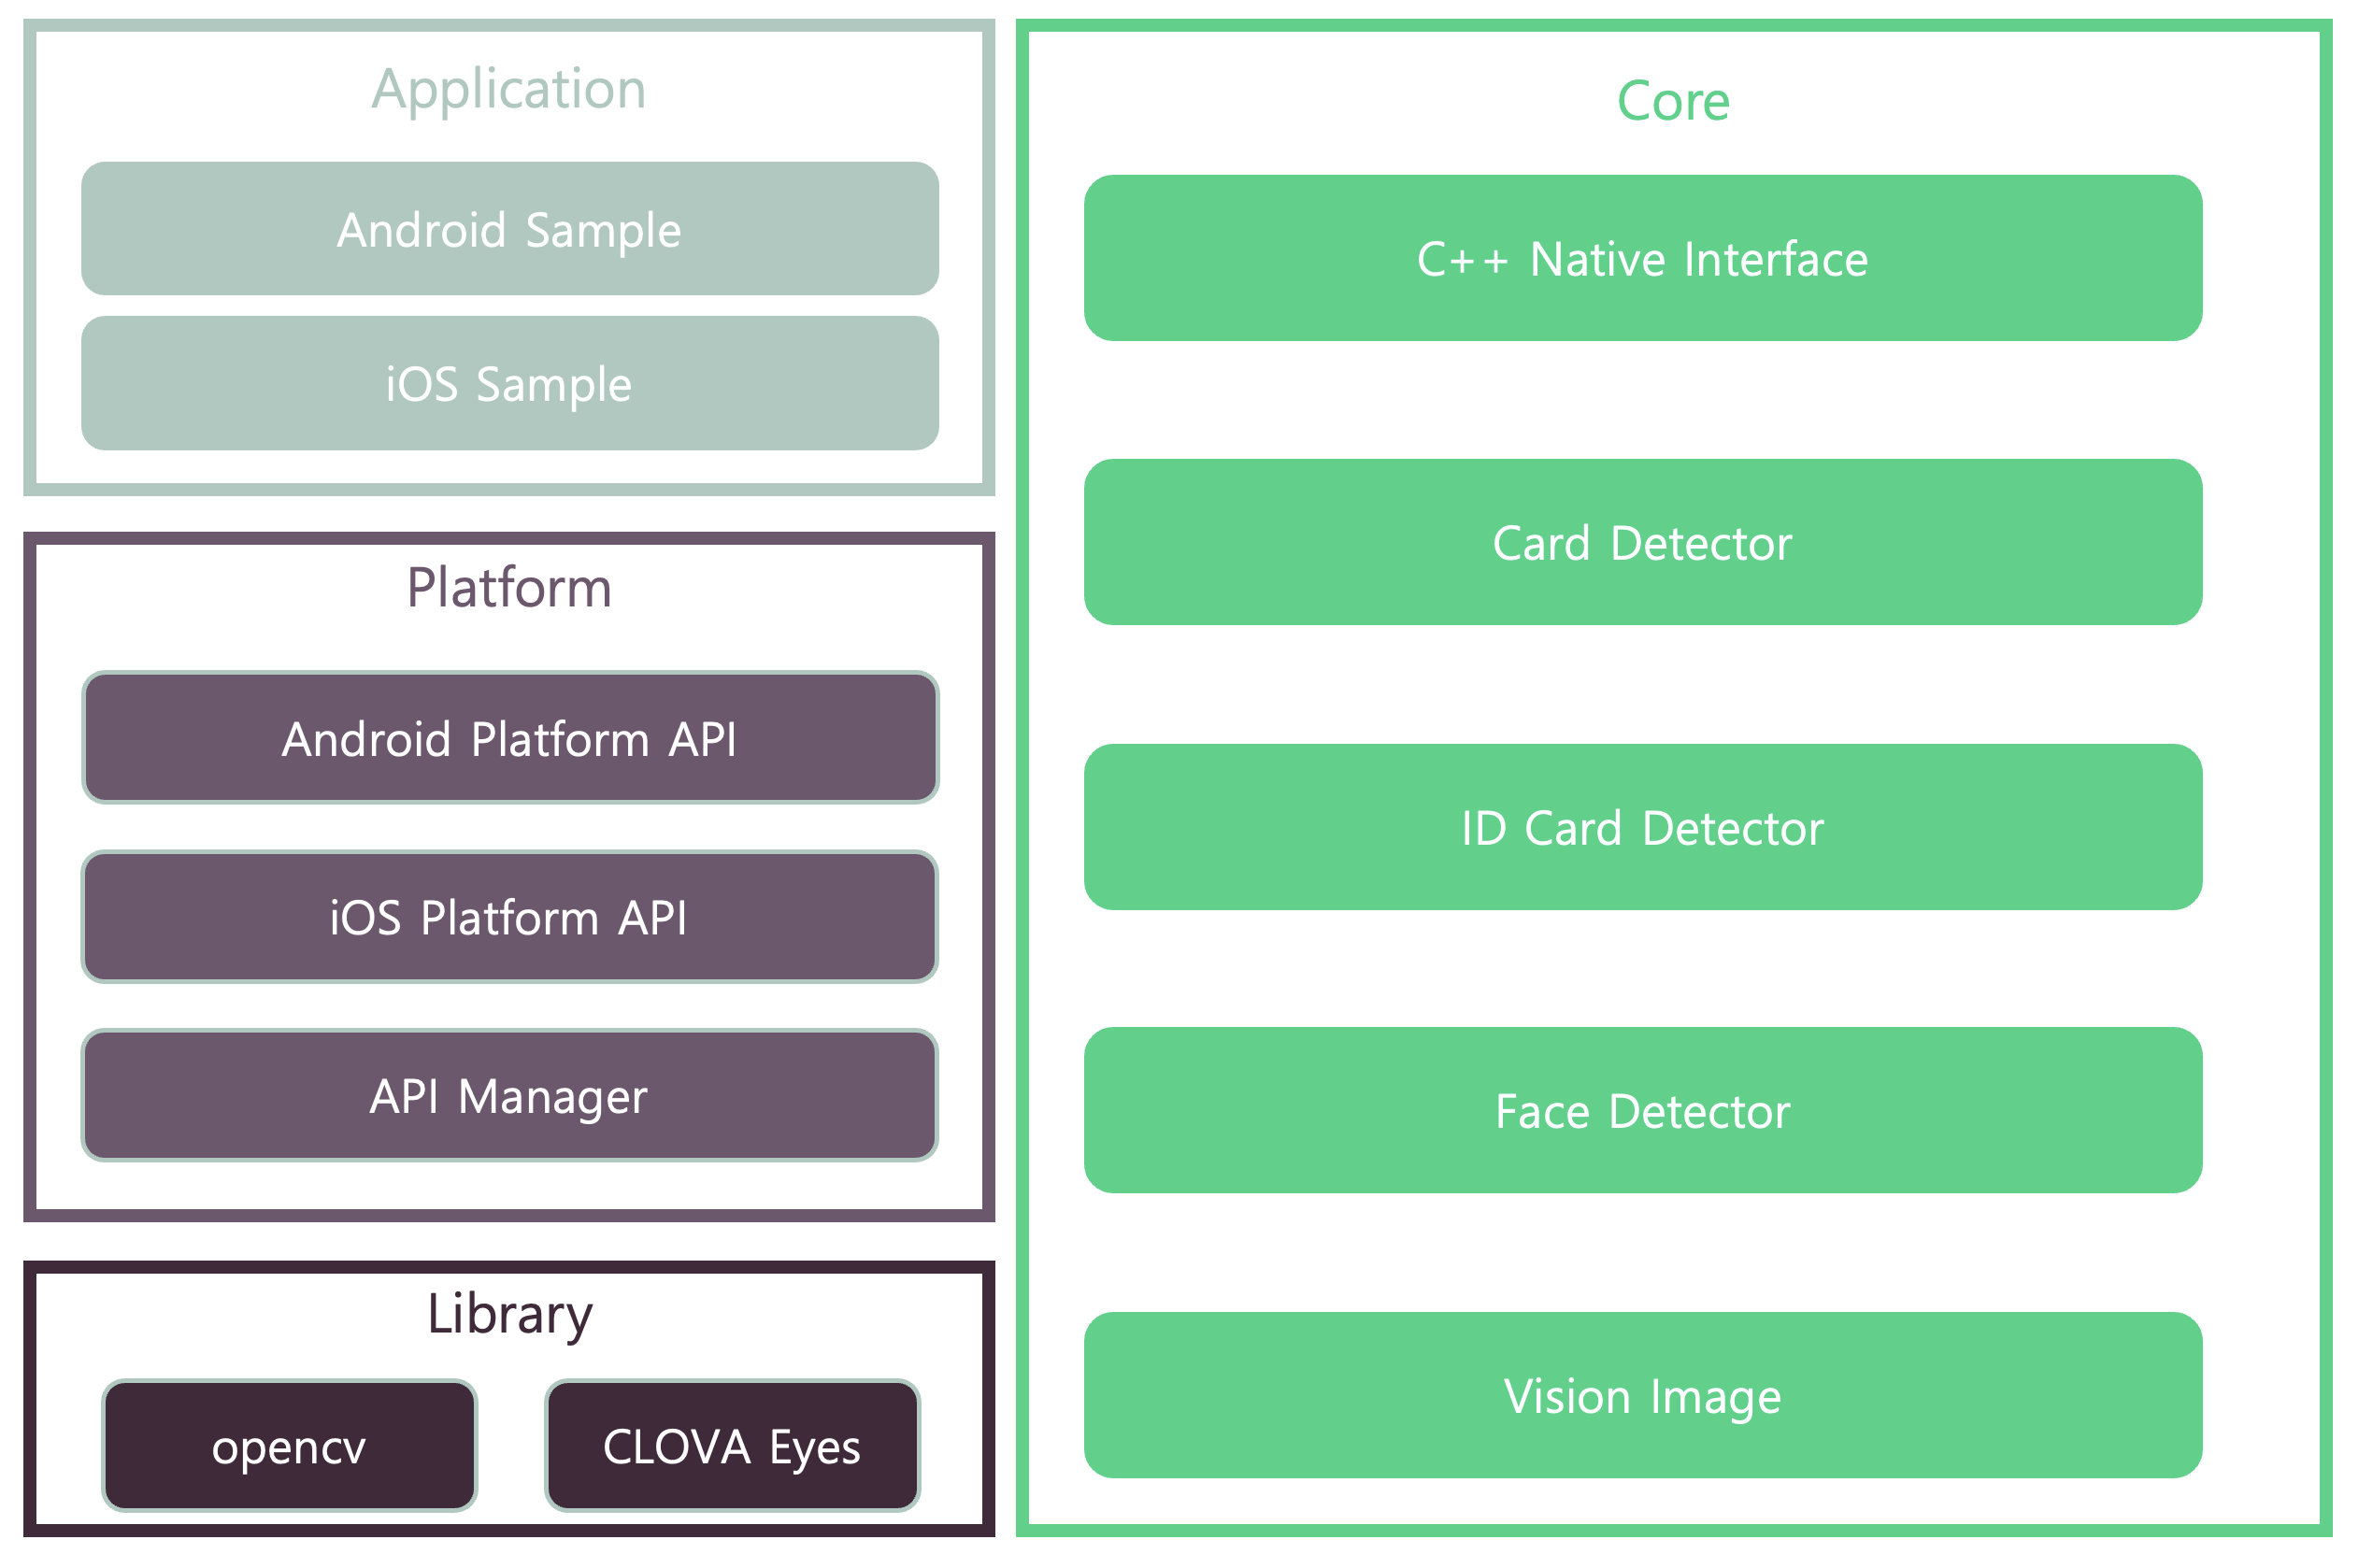 Application
Android Sample
iOS Sample
Platform
Android Platform API
iOS Platform API
API Manager
Library
opencv
CLOVA Eyes
Core
C++ Native Interface
Card Detector
ID Card Detector
Face Detector
Vision Image